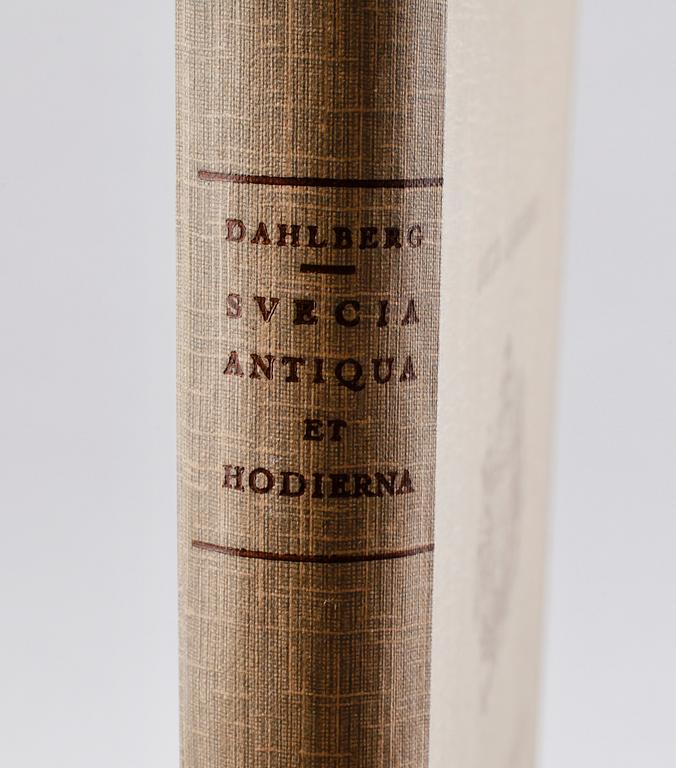 DAHLBERG
SVECIA
ANTIQUA
ET
HODIERNA